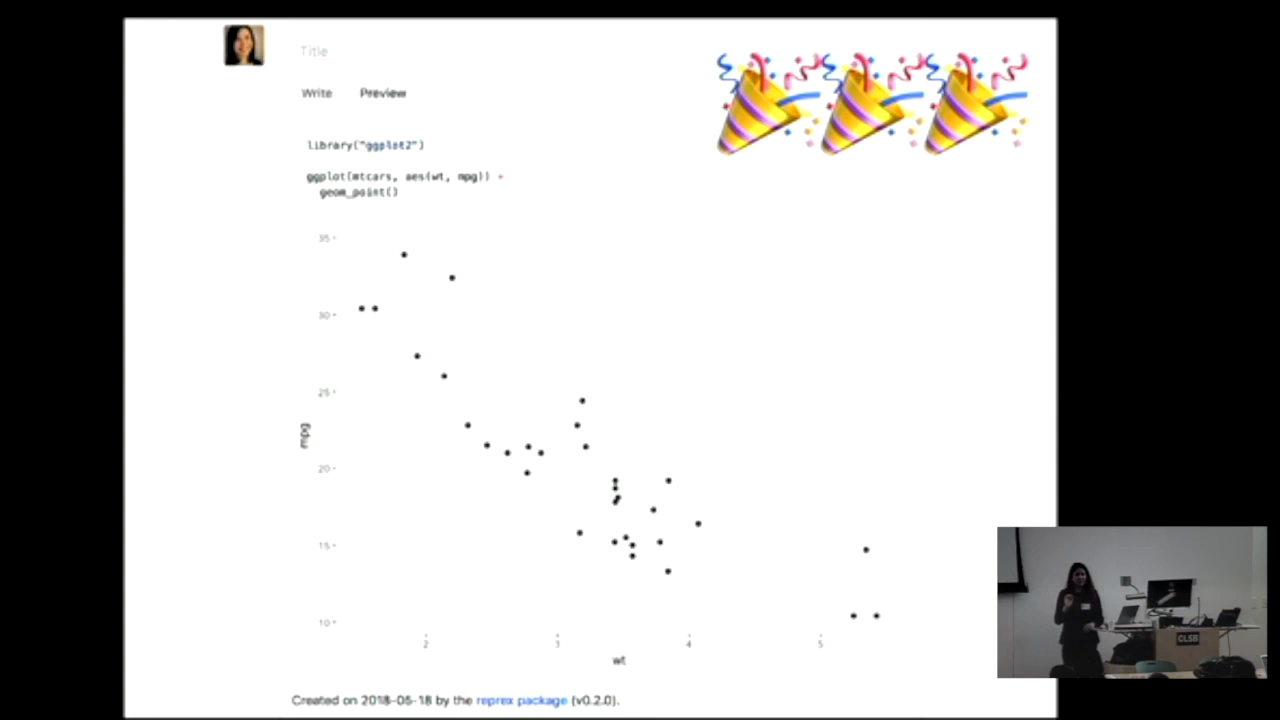 Title
Write Preview
library("ggplot2")
ggplot(mtcars, aes(wt, mpg)) +
geom_point()
35
30
25
mpg
20
15
10
2 3 4 5
wt
CLSB
Created on 2018-05-18 by the reprex package (v0.2.0).